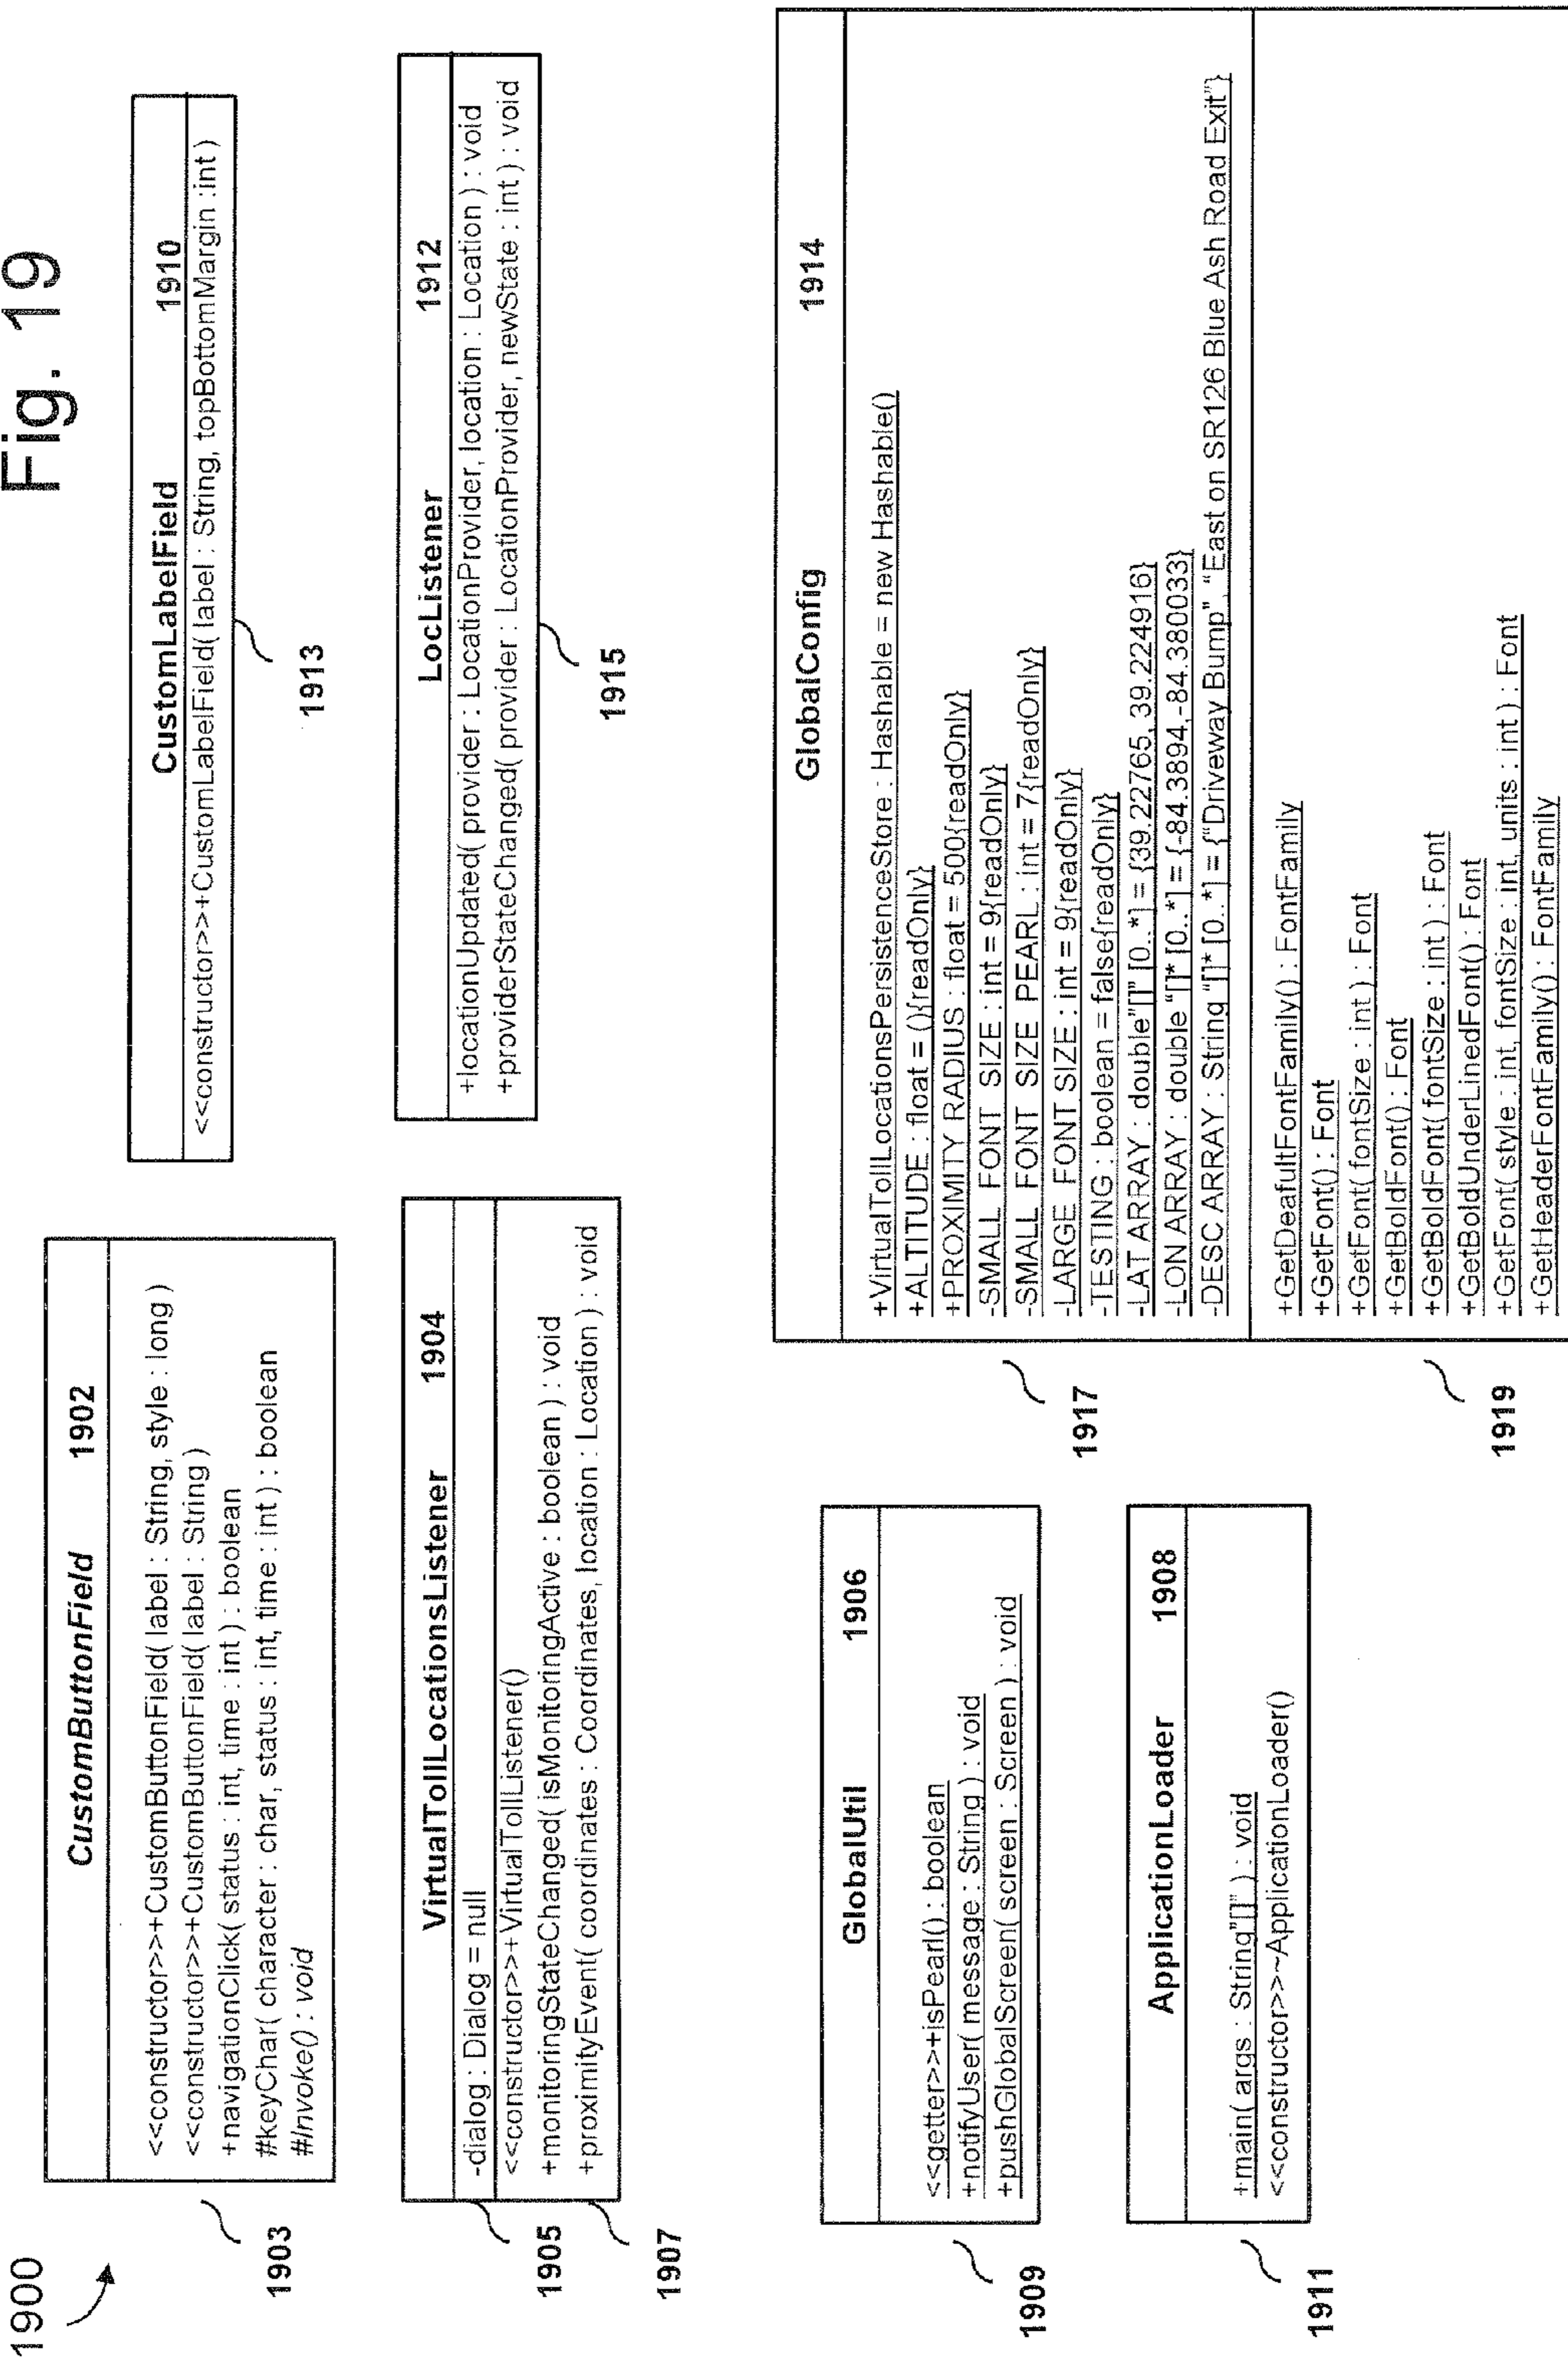 Fig. 19
1900
CustomButtonField 1902
<<constructor>>+CustomButtonField( label : String, style : long )
<<constructor>>+CustomButtonField( label : String )
+navigationClick( status : int, time : int ) : boolean
#keyChar( character : char, status : int, time : int ) : boolean
#Invoke() : void
1903
VirtualTollLocationsListener 1904
-dialog : Dialog = null
<<constructor>>+VirtualTollListener()
+monitoringStateChanged( isMonitoringActive : boolean ) : void
+proximityEvent( coordinates : Coordinates, location : Location ) : void
1905
1907
GlobalUtil 1906
<<getter>>+isPearl() : boolean
+notifyUser( message : String ) : void
+pushGlobalScreen( screen : Screen ) : void
1909
ApplicationLoader 1908
+main( args : String"[]" ) : void
<<constructor>>~ApplicationLoader()
1911
CustomLabelField 1910
<<constructor>>+CustomLabelField( label : String, topBottomMargin :int )
1913
LocListener 1912
+locationUpdated( provider : LocationProvider, location : Location ) : void
+providerStateChanged( provider : LocationProvider, newState : int ) : void
1915
GlobalConfig 1914
+VirtualTollLocationsPersistenceStore : Hashable = new Hashable()
+ALTITUDE : float = (){readOnly}
+PROXIMITY RADIUS : float = 500{readOnly}
-SMALL FONT SIZE : int = 9{readOnly}
-SMALL FONT SIZE PEARL : int = 7{readOnly}
-LARGE FONT SIZE : int = 9{readOnly}
-TESTING : boolean = false{readOnly}
-LAT ARRAY : double"[]" [0..*] = {39.22765, 39.224916}
-LON ARRAY : double "[]* [0..*] = {-84.3894,-84.380033}
-DESC ARRAY : String "[]* [0..*] = {"Driveway Bump", "East on SR126 Blue Ash Road Exit"}
1917
+GetDeafultFontFamily() : FontFamily
+GetFont() : Font
+GetFont( fontSize : int ) : Font
+GetBoldFont() : Font
+GetBoldFont( fontSize : int ) : Font
+GetBoldUnderLinedFont() : Font
+GetFont( style : int, fontSize : int, units : int ) : Font
+GetHeaderFontFamily() : FontFamily
1919